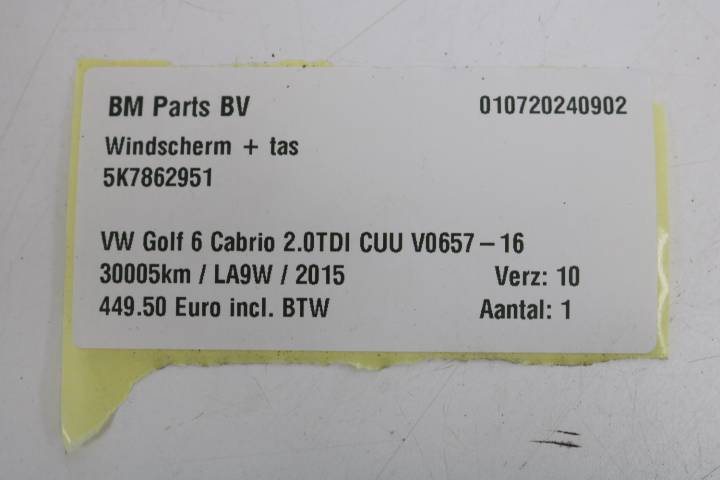 BM Parts BV 010720240902
Windscherm + tas
5K7862951
VW Golf 6 Cabrio 2.0TDI CUU V0657-16
30005km / LA9W / 2015 Verz: 10
449.50 Euro incl. BTW Aantal: 1